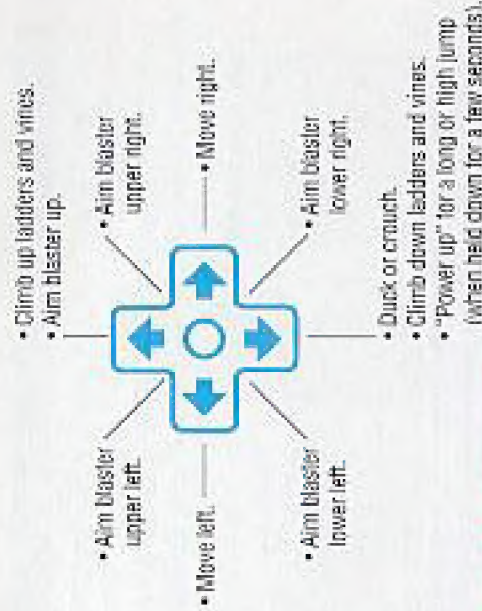 • Climb up ladders and vines.
• Aim blaster up.
• Aim blaster
upper left.
• Aim blaster
upper right.
• Move left.
• Move right.
• Aim blaster
lower left.
• Aim blaster
lower right.
• Duck or crouch.
• Climb down ladders and vines.
• "Power up" for a long or high jump
(when held down for a few seconds).